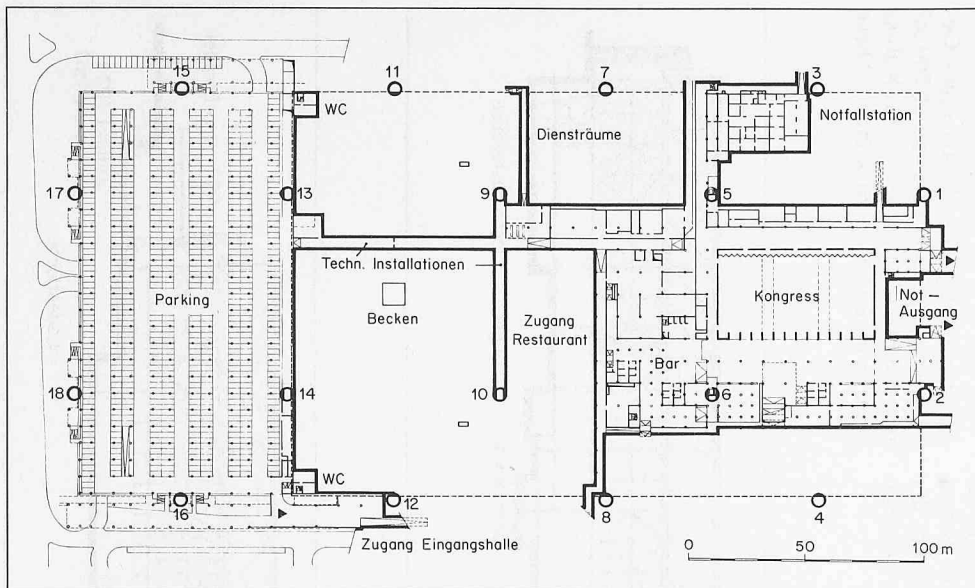 15
11
7
3
WC
Diensträume
Notfallstation
17
13
9
5
1
Techn. Installationen
Parking
Becken
Zugang
Restaurant
Kongress
Not-
Ausgang
Bar
18
14
10
6
2
WC
16
12
8
4
Zugang Eingangshalle
0 50 100 m